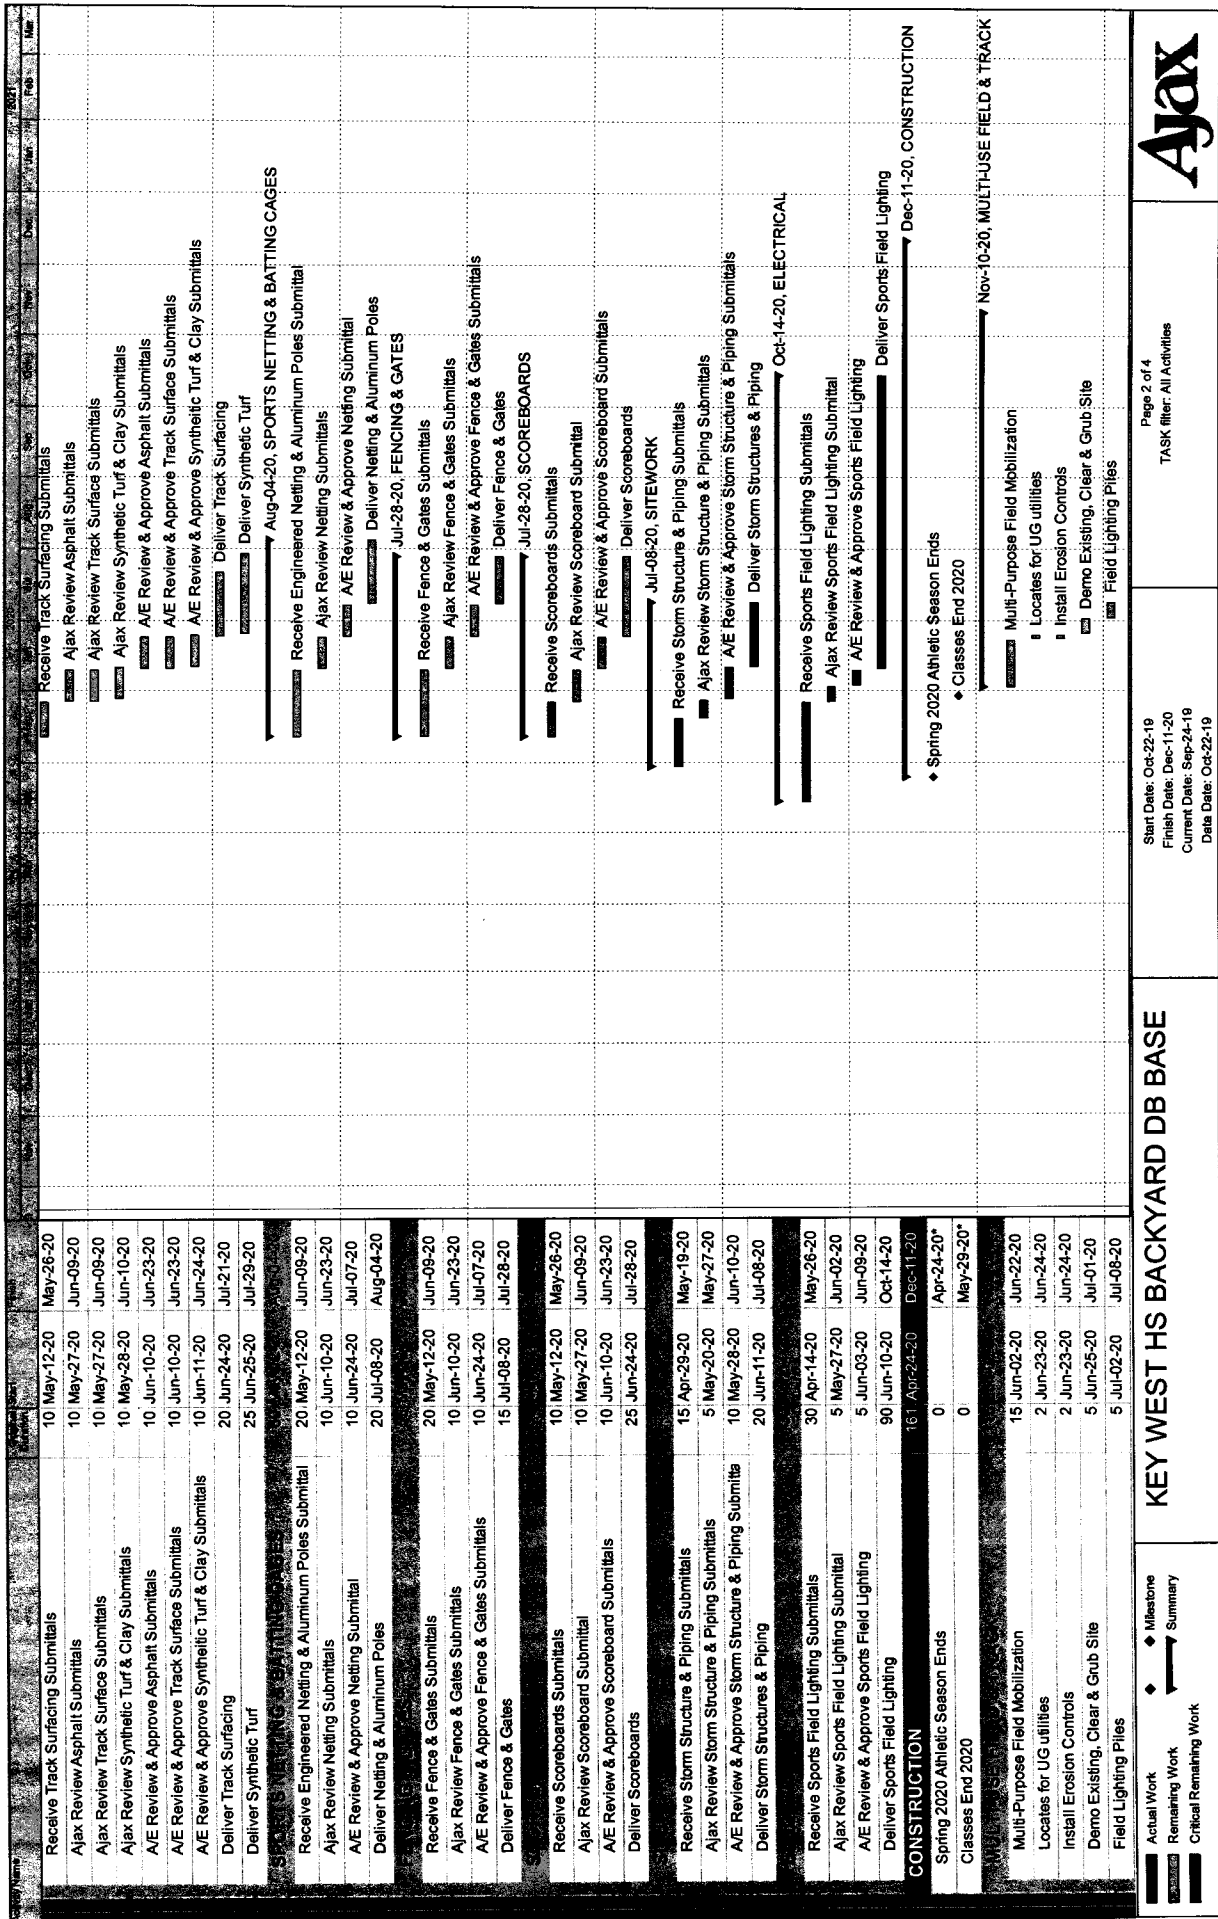 Receive Track Surfacing Submittals 10 May-12-20 May-26-20 Receive Track Surfacing Submittals
Ajax Review Asphalt Submittals 10 May-27-20 Jun-09-20 Ajax Review Asphalt Submittals
Ajax Review Track Surface Submittals 10 May-27-20 Jun-09-20 Ajax Review Track Surface Submittals
Ajax Review Synthetic Turf & Clay Submittals 10 May-28-20 Jun-10-20 Ajax Review Synthetic Turf & Clay Submittals
A/E Review & Approve Asphalt Submittals 10 Jun-10-20 Jun-23-20 A/E Review & Approve Asphalt Submittals
A/E Review & Approve Track Surface Submittals 10 Jun-10-20 Jun-23-20 A/E Review & Approve Track Surface Submittals
A/E Review & Approve Syntheitic Turf & Clay Submittals 10 Jun-11-20 Jun-24-20 A/E Review & Approve Syntheitic Turf & Clay Submittals
Deliver Track Surfacing 20 Jun-24-20 Jul-21-20 Deliver Track Surfacing
Deliver Synthetic Turf 25 Jun-25-20 Jul-29-20 Deliver Synthetic Turf
SPORTS NETTING & BATTING CAGES Aug-04-20, SPORTS NETTING & BATTING CAGES
Receive Engineered Netting & Aluminum Poles Submittal 20 May-12-20 Jun-09-20 Receive Engineered Netting & Aluminum Poles Submittal
Ajax Review Netting Submittals 10 Jun-10-20 Jun-23-20 Ajax Review Netting Submittals
A/E Review & Approve Netting Submittal 10 Jun-24-20 Jul-07-20 A/E Review & Approve Netting Submittal
Deliver Netting & Aluminum Poles 20 Jul-08-20 Aug-04-20 Deliver Netting & Aluminum Poles
Jul-28-20, FENCING & GATES
Receive Fence & Gates Submittals 20 May-12-20 Jun-09-20 Receive Fence & Gates Submittals
Ajax Review Fence & Gates Submittals 10 Jun-10-20 Jun-23-20 Ajax Review Fence & Gates Submittals
A/E Review & Approve Fence & Gates Submittals 10 Jun-24-20 Jul-07-20 A/E Review & Approve Fence & Gates Submittals
Deliver Fence & Gates 15 Jul-08-20 Jul-28-20 Deliver Fence & Gates
Jul-28-20, SCOREBOARDS
Receive Scoreboards Submittals 10 May-12-20 May-26-20 Receive Scoreboards Submittals
Ajax Review Scoreboard Submittal 10 May-27-20 Jun-09-20 Ajax Review Scoreboard Submittal
A/E Review & Approve Scoreboard Submittals 10 Jun-10-20 Jun-23-20 A/E Review & Approve Scoreboard Submittals
Deliver Scoreboards 25 Jun-24-20 Jul-28-20 Deliver Scoreboards
Jul-08-20, SITEWORK
Receive Storm Structure & Piping Submittals 15 Apr-29-20 May-19-20 Receive Storm Structure & Piping Submittals
Ajax Review Storm Structure & Piping Submittals 5 May-20-20 May-27-20 Ajax Review Storm Structure & Piping Submittals
A/E Review & Approve Storm Structure & Piping Submitta 10 May-28-20 Jun-10-20 A/E Review & Approve Storm Structure & Piping Submittals
Deliver Storm Structures & Piping 20 Jun-11-20 Jul-08-20 Deliver Storm Structures & Piping
Oct-14-20, ELECTRICAL
Receive Sports Field Lighting Submittals 30 Apr-14-20 May-26-20 Receive Sports Field Lighting Submittals
Ajax Review Sports Field Lighting Submittal 5 May-27-20 Jun-02-20 Ajax Review Sports Field Lighting Submittal
A/E Review & Approve Sports Field Lighting 5 Jun-03-20 Jun-09-20 A/E Review & Approve Sports Field Lighting
Deliver Sports Field Lighting 90 Jun-10-20 Oct-14-20 Deliver Sports Field Lighting
CONSTRUCTION 161 Apr-24-20 Dec-11-20 Dec-11-20, CONSTRUCTION
Spring 2020 Athletic Season Ends 0 Apr-24-20* Spring 2020 Athletic Season Ends
Classes End 2020 0 May-29-20* Classes End 2020
Nov-10-20, MULTI-USE FIELD & TRACK
Multi-Purpose Field Mobilization 15 Jun-02-20 Jun-22-20 Multi-Purpose Field Mobilization
Locates for UG utilities 2 Jun-23-20 Jun-24-20 Locates for UG utilities
Install Erosion Controls 2 Jun-23-20 Jun-24-20 Install Erosion Controls
Demo Existing, Clear & Grub Site 5 Jun-25-20 Jul-01-20 Demo Existing, Clear & Grub Site
Field Lighting Piles 5 Jul-02-20 Jul-08-20 Field Lighting Piles
Actual Work Milestone
Remaining Work Summary
Critical Remaining Work
KEY WEST HS BACKYARD DB BASE
Start Date: Oct-22-19
Finish Date: Dec-11-20
Current Date: Sep-24-19
Data Date: Oct-22-19
Page 2 of 4
TASK filter: All Activities
Ajax